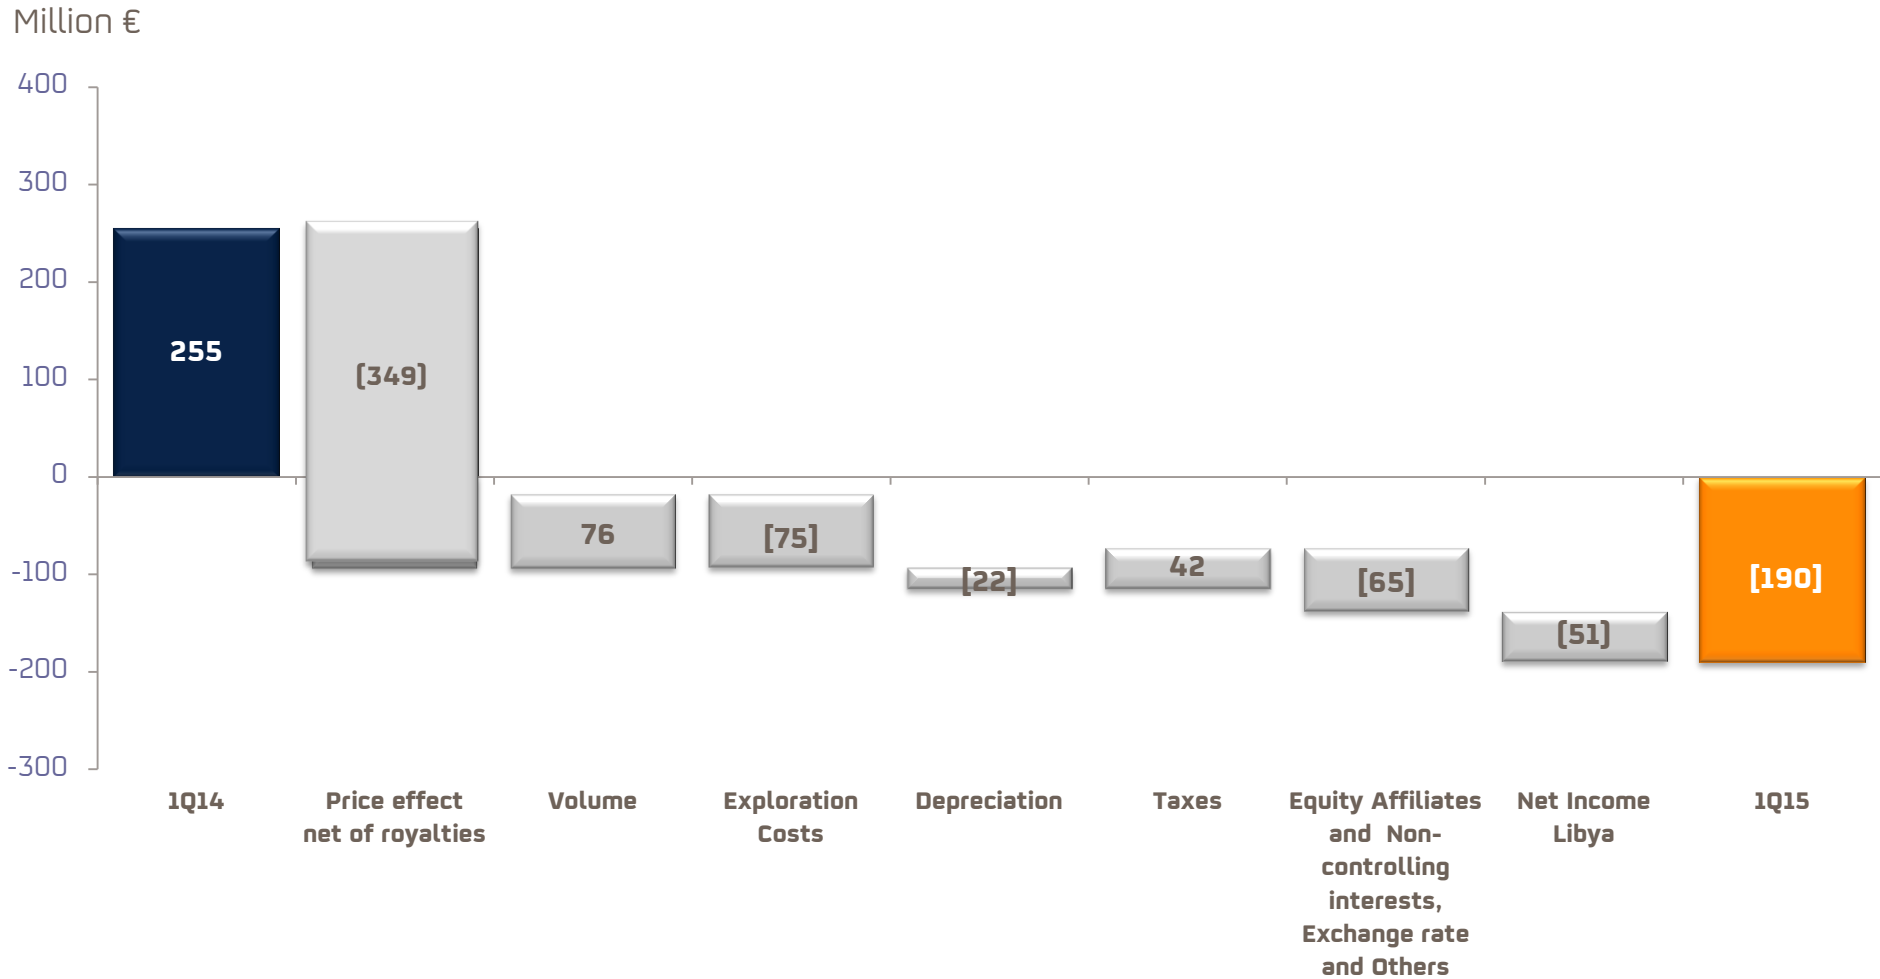 Million €
400
300
200
100
0
-100
-200
-300
255
(349)
76
[75]
[22]
42
[65]
(51)
[190]
1Q14
Price effect
net of royalties
Volume
Exploration
Costs
Depreciation
Taxes
Equity Affiliates
and Non-
controlling
interests,
Exchange rate
and Others
Net Income
Libya
1Q15